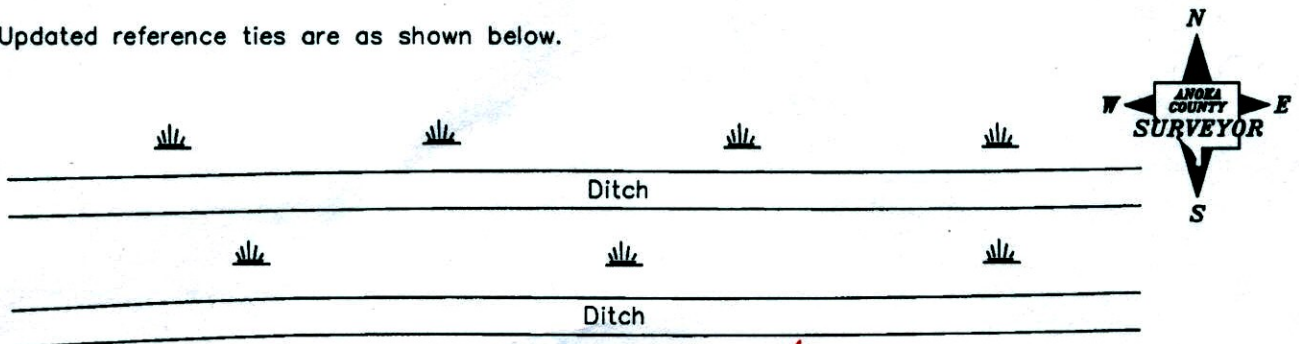 Updated reference ties are as shown below.
N
W
ANOKA
COUNTY
E
SURVEYOR
S
Ditch
Ditch